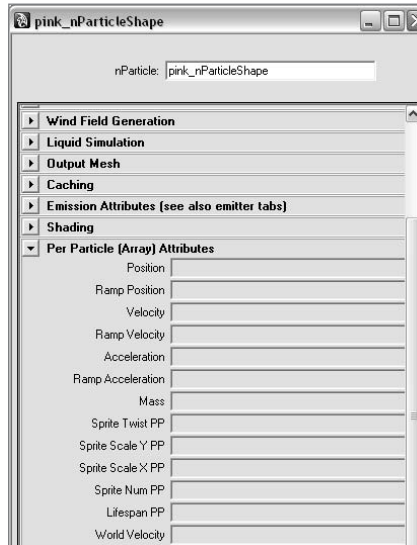 pink_nParticleShape
nParticle: pink_nParticleShape
Wind Field Generation
Liquid Simulation
Output Mesh
Caching
Emission Attributes (see also emitter tabs)
Shading
Per Particle (Array) Attributes
Position
Ramp Position
Velocity
Ramp Velocity
Acceleration
Ramp Acceleration
Mass
Sprite Twist PP
Sprite Scale Y PP
Sprite Scale X PP
Sprite Num PP
Lifespan PP
World Velocity